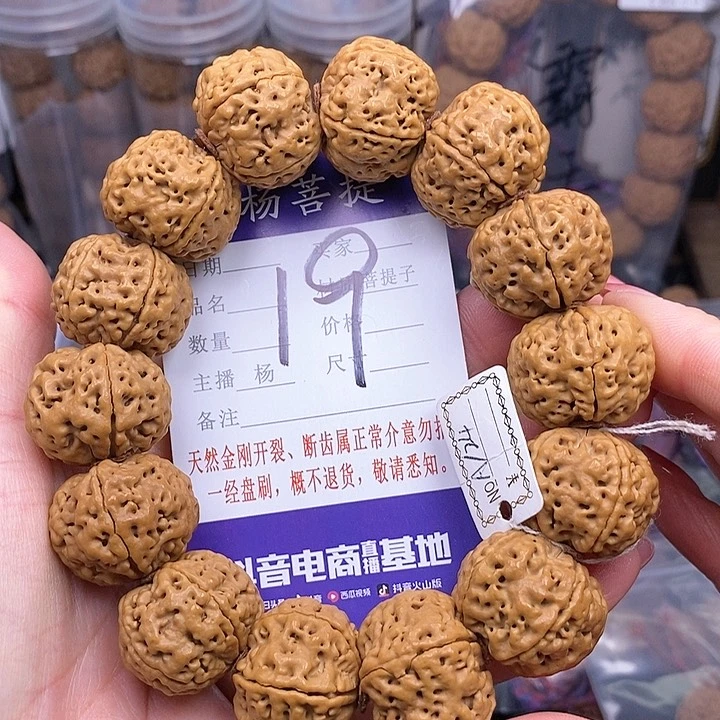 杨菩提
日期
卖家
品名
材质菩提子
数量
价格
19
主播 杨
尺寸
备注
天然金刚开裂、断齿属正常介意勿拍
一经盘刷，概不退货，敬请悉知。
抖音电商直播基地
西瓜视频 抖音火山版
NO